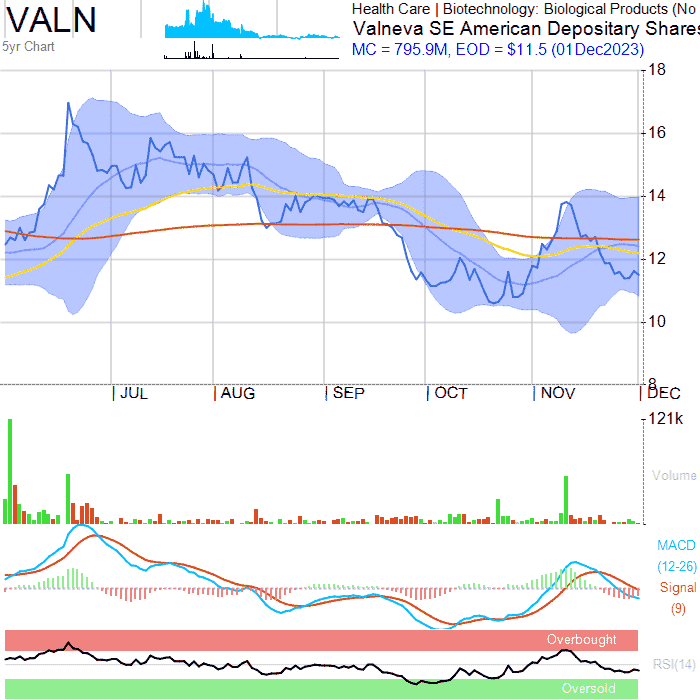 VALN
5yr Chart
Health Care | Biotechnology: Biological Products (No
Valneva SE American Depositary Shares
MC = 795.9M, EOD = $11.5 (01Dec2023)
18
16
14
12
10
8
JUL
AUG
SEP
OCT
NOV
DEC
121k
Volume
MACD
(12-26)
Signal
(9)
Overbought
RSI(14)
Oversold